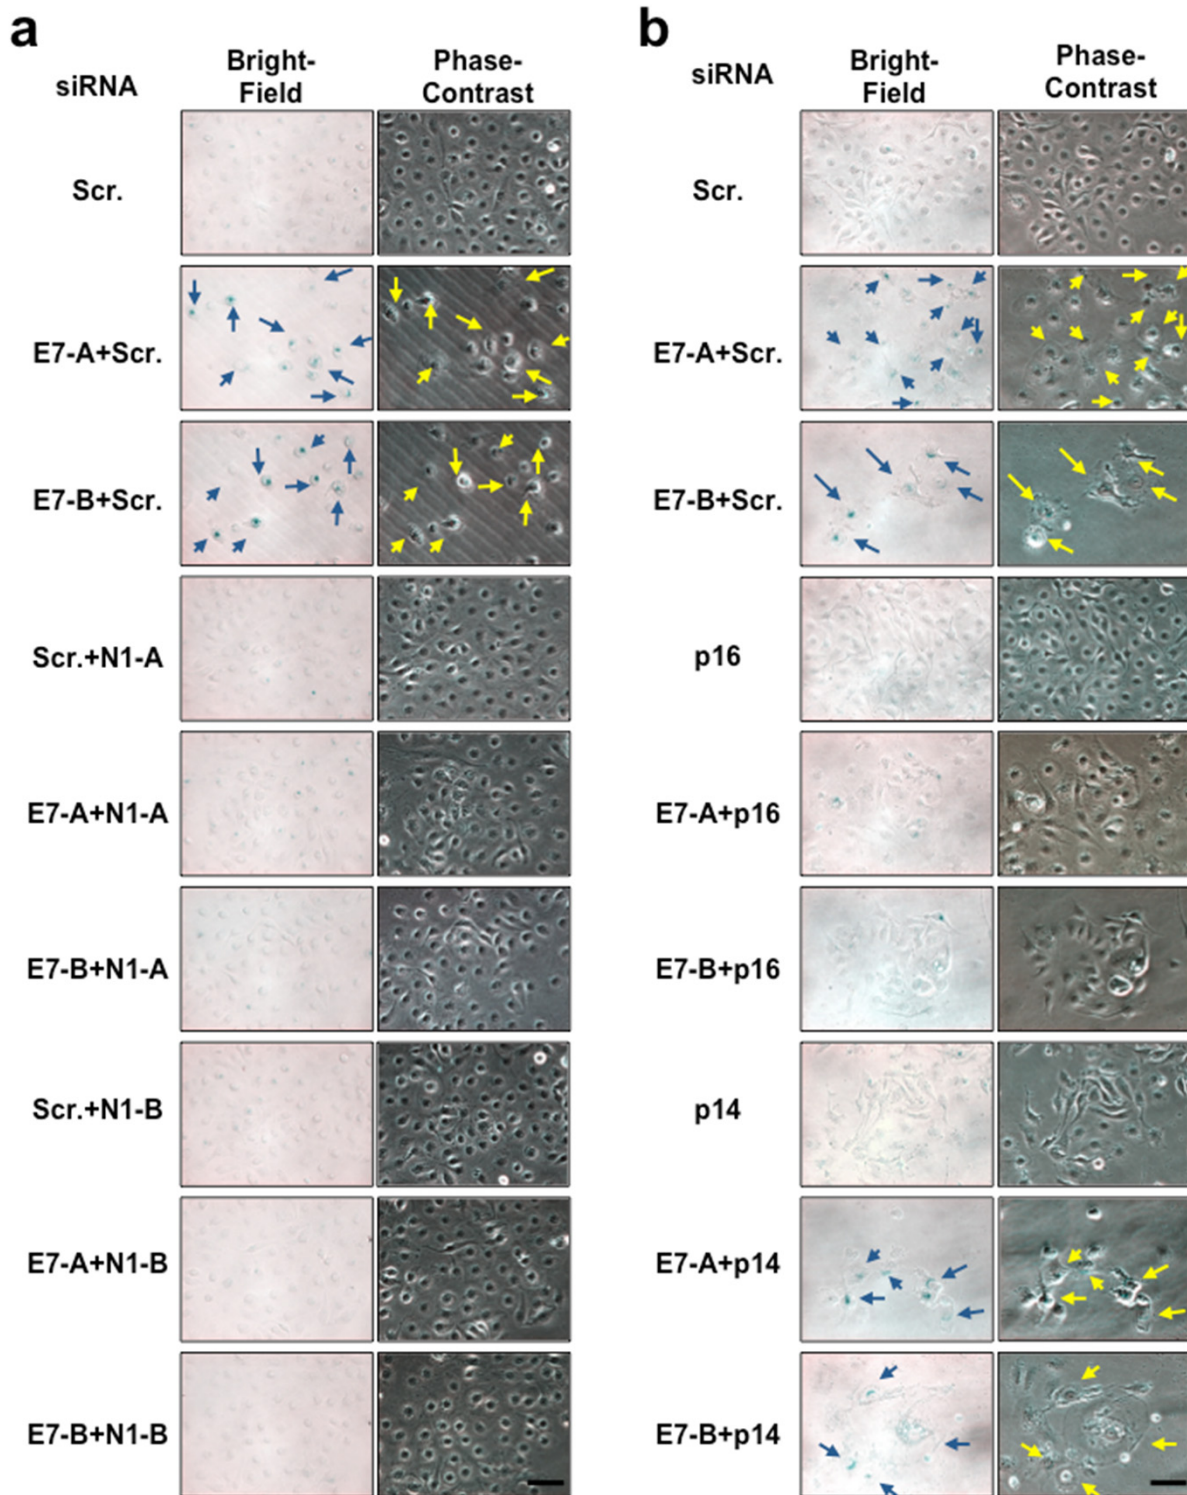 a
siRNA
Bright-
Field
Phase-
Contrast
Scr.
E7-A+Scr.
E7-B+Scr.
Scr.+N1-A
E7-A+N1-A
E7-B+N1-A
Scr.+N1-B
E7-A+N1-B
E7-B+N1-B
b
siRNA
Bright-
Field
Phase-
Contrast
Scr.
E7-A+Scr.
E7-B+Scr.
p16
E7-A+p16
E7-B+p16
p14
E7-A+p14
E7-B+p14